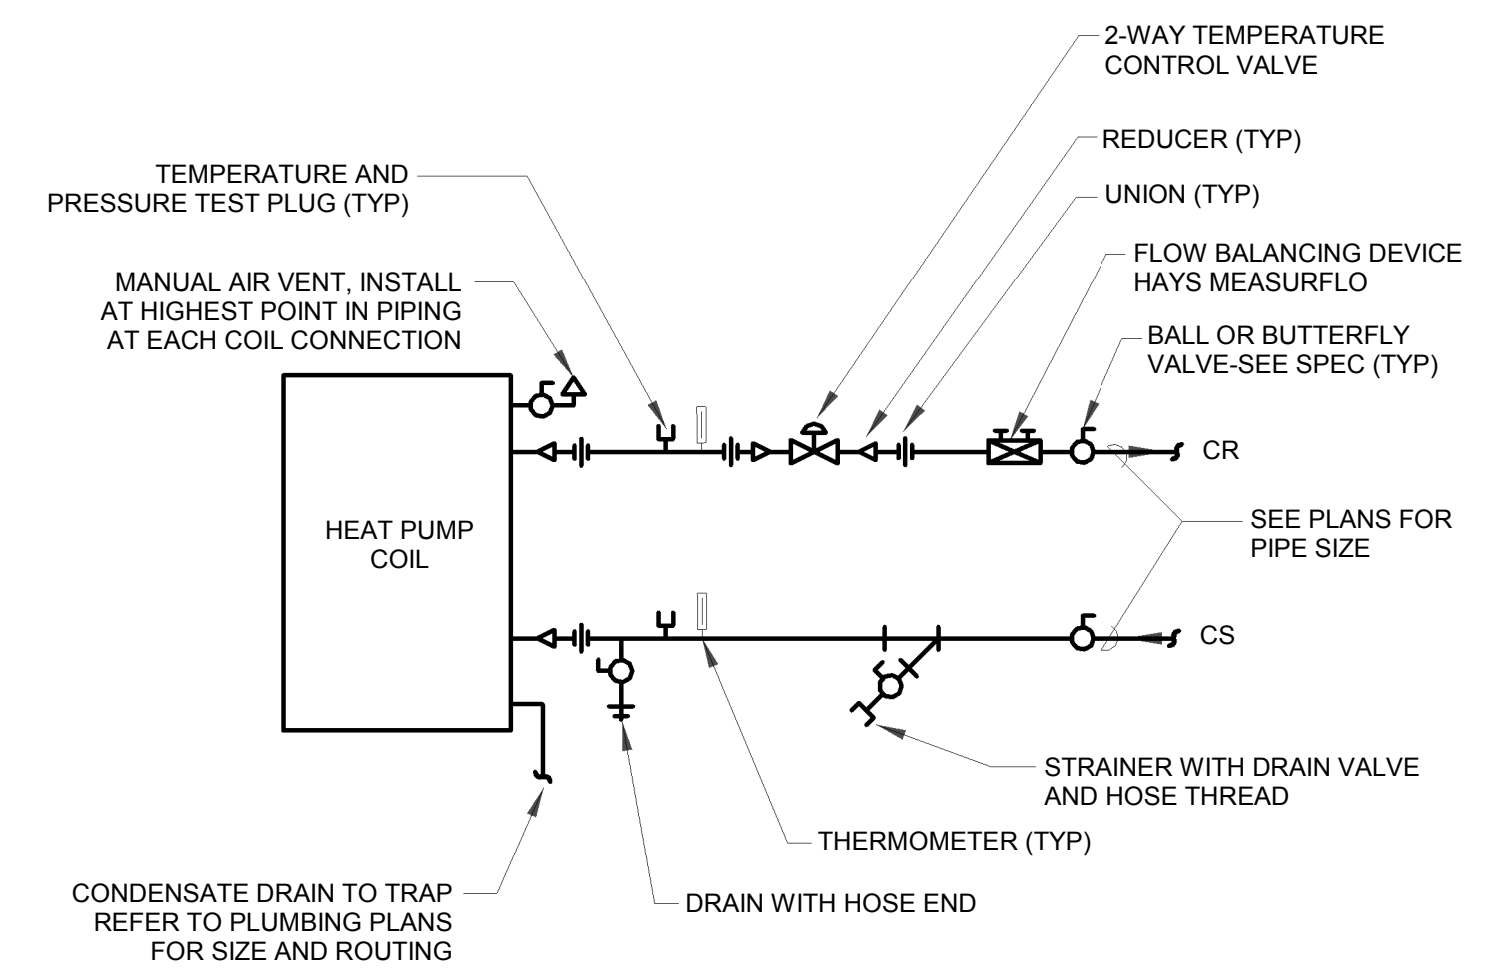 2-WAY TEMPERATURE
CONTROL VALVE
REDUCER (TYP)
TEMPERATURE AND
PRESSURE TEST PLUG (TYP)
UNION (TYP)
FLOW BALANCING DEVICE
HAYS MEASURFLO
MANUAL AIR VENT, INSTALL
AT HIGHEST POINT IN PIPING
AT EACH COIL CONNECTION
BALL OR BUTTERFLY
VALVE-SEE SPEC (TYP)
CR
HEAT PUMP
COIL
SEE PLANS FOR
PIPE SIZE
CS
STRAINER WITH DRAIN VALVE
AND HOSE THREAD
THERMOMETER (TYP)
DRAIN WITH HOSE END
CONDENSATE DRAIN TO TRAP
REFER TO PLUMBING PLANS
FOR SIZE AND ROUTING